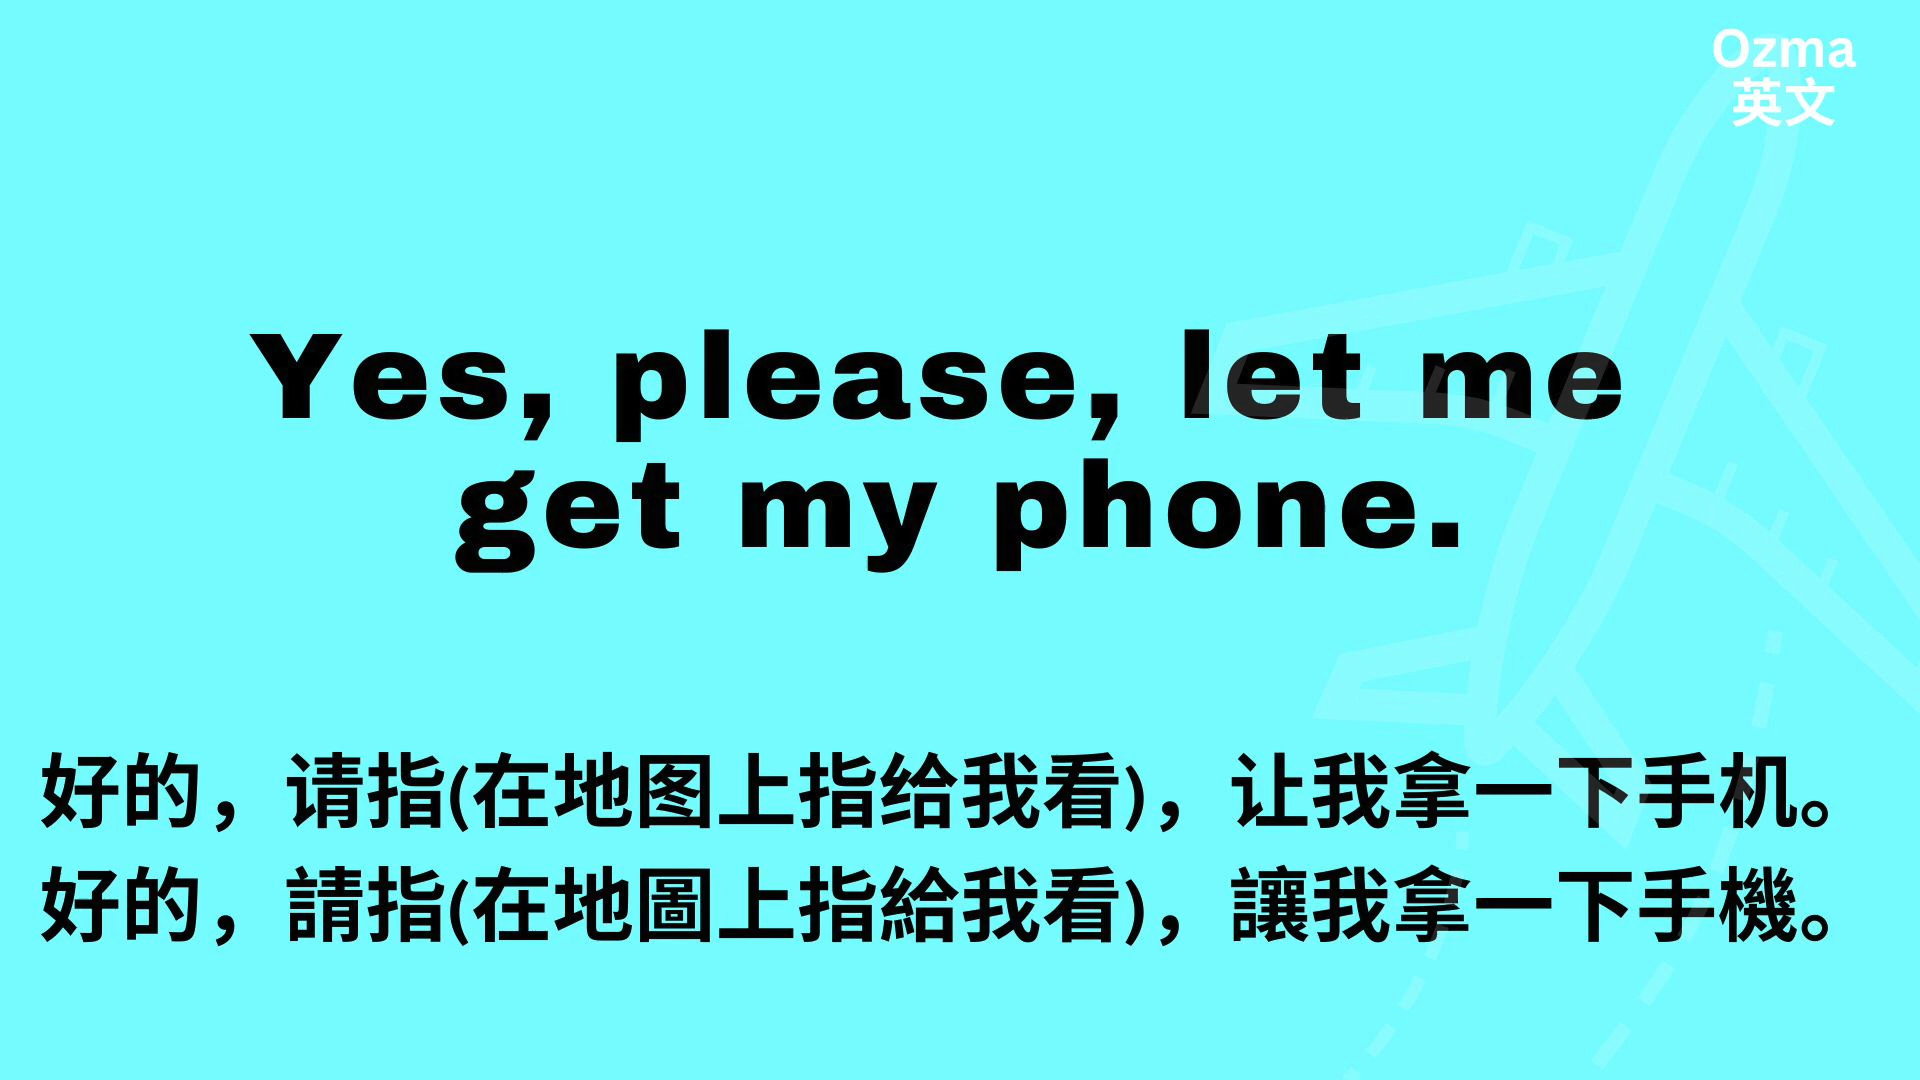 Ozma
英文
Yes, please, let me
get my phone.
好的，请指(在地图上指给我看)，让我拿一下手机。
好的，請指(在地圖上指給我看)，讓我拿一下手機。